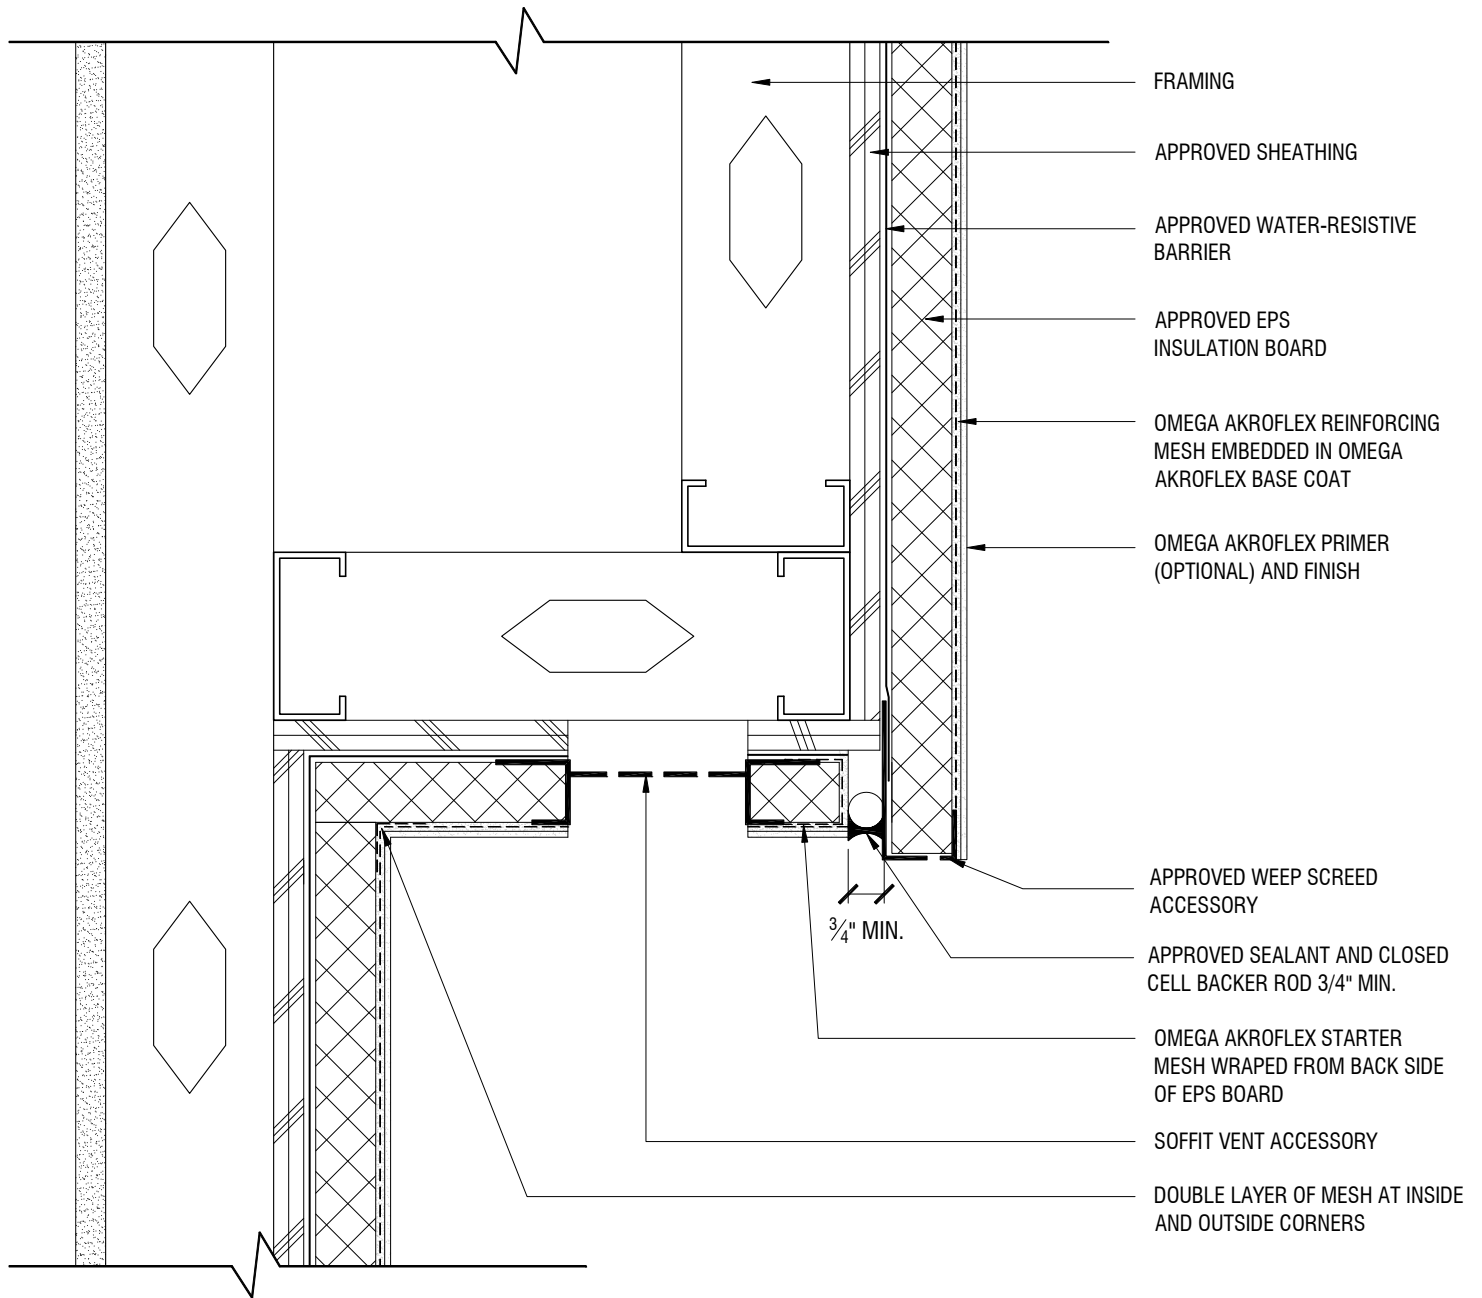 FRAMING
APPROVED SHEATHING
APPROVED WATER-RESISTIVE
BARRIER
APPROVED EPS
INSULATION BOARD
OMEGA AKROFLEX REINFORCING
MESH EMBEDDED IN OMEGA
AKROFLEX BASE COAT
OMEGA AKROFLEX PRIMER
(OPTIONAL) AND FINISH
APPROVED WEEP SCREED
ACCESSORY
3/4" MIN.
APPROVED SEALANT AND CLOSED
CELL BACKER ROD 3/4" MIN.
OMEGA AKROFLEX STARTER
MESH WRAPED FROM BACK SIDE
OF EPS BOARD
SOFFIT VENT ACCESSORY
DOUBLE LAYER OF MESH AT INSIDE
AND OUTSIDE CORNERS